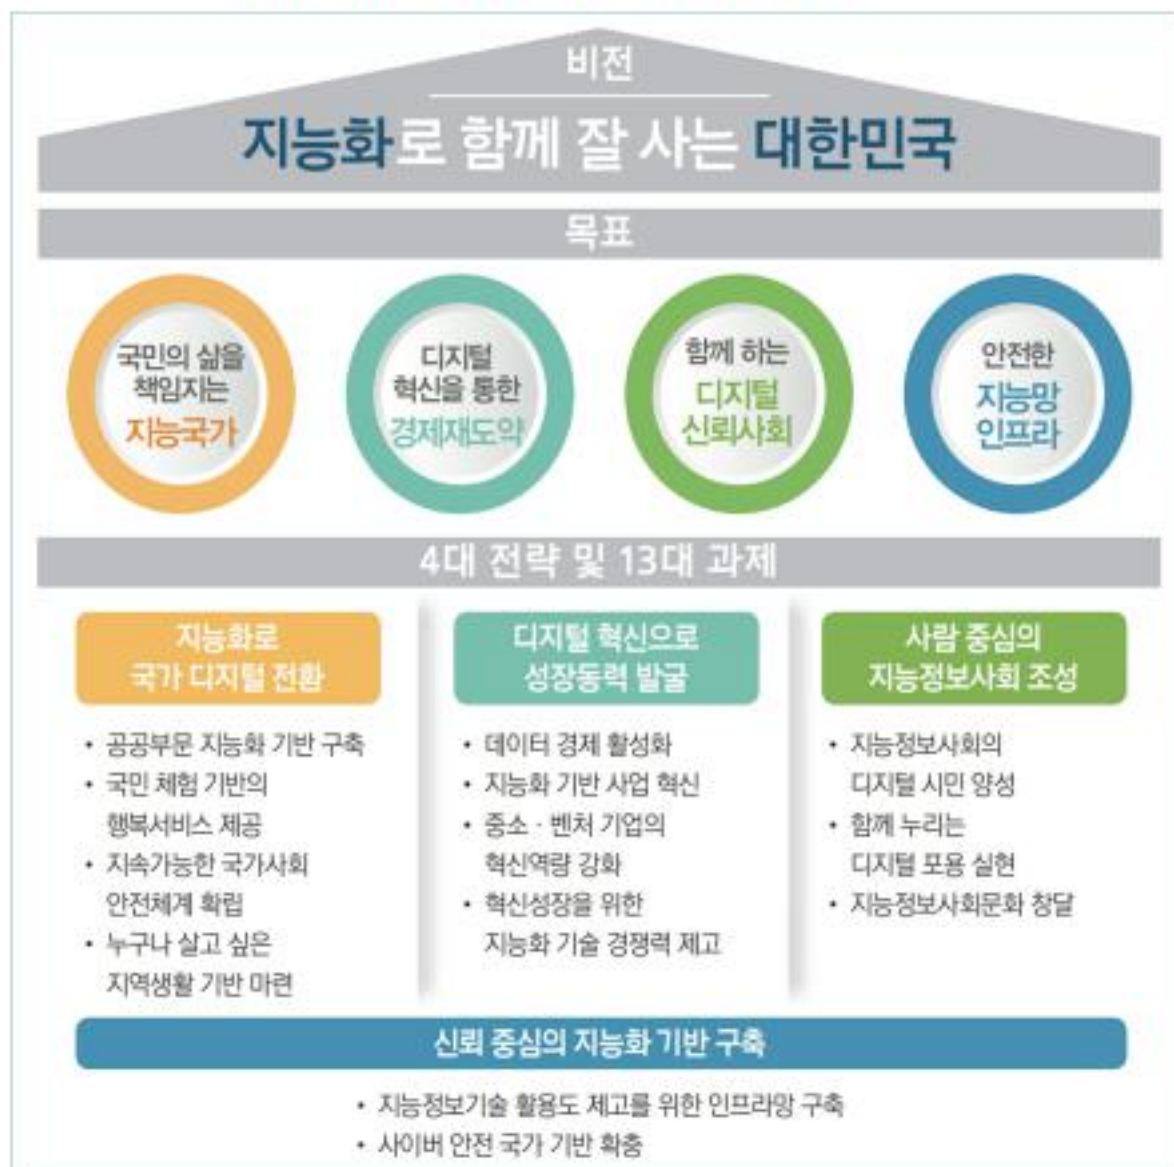 비전
지능화로 함께 잘 사는 대한민국
목표
국민의 삶을
책임지는
지능국가
디지털
혁신을 통한
경제재도약
함께 하는
디지털
신뢰사회
안전한
지능망
인프라
4대 전략 및 13대 과제
지능화로
국가 디지털 전환
• 공공부문 지능화 기반 구축
• 국민 체험 기반의
행복서비스 제공
• 지속가능한 국가사회
안전체계 확립
• 누구나 살고 싶은
지역생활 기반 마련
디지털 혁신으로
성장동력 발굴
• 데이터 경제 활성화
• 지능화 기반 사업 혁신
• 중소 · 벤처 기업의
혁신역량 강화
• 혁신성장을 위한
지능화 기술 경쟁력 제고
사람 중심의
지능정보사회 조성
• 지능정보사회의
디지털 시민 양성
• 함께 누리는
디지털 포용 실현
• 지능정보사회문화 창달
신뢰 중심의 지능화 기반 구축
• 지능정보기술 활용도 제고를 위한 인프라망 구축
• 사이버 안전 국가 기반 확충